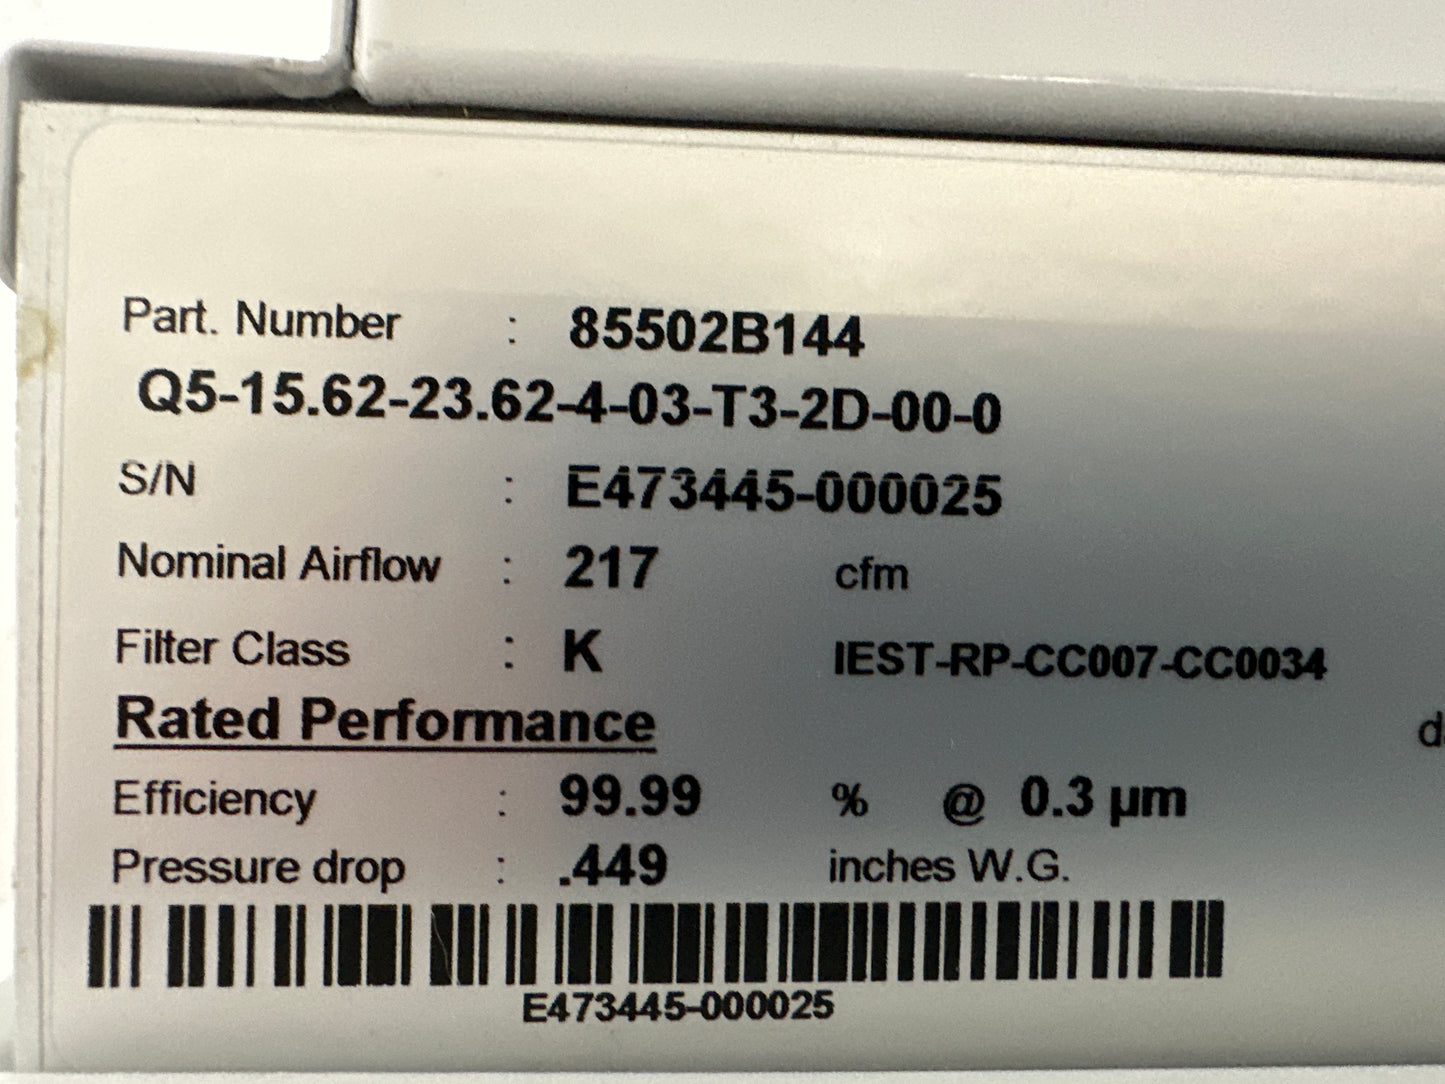 Part. Number : 85502B144
Q5-15.62-23.62-4-03-T3-2D-00-0
S/N : E473445-000025
Nominal Airflow : 217 cfm
Filter Class : K IEST-RP-CC007-CC0034
Rated Performance
Efficiency : 99.99 % @ 0.3 µm
Pressure drop : .449 inches W.G.
E473445-000025